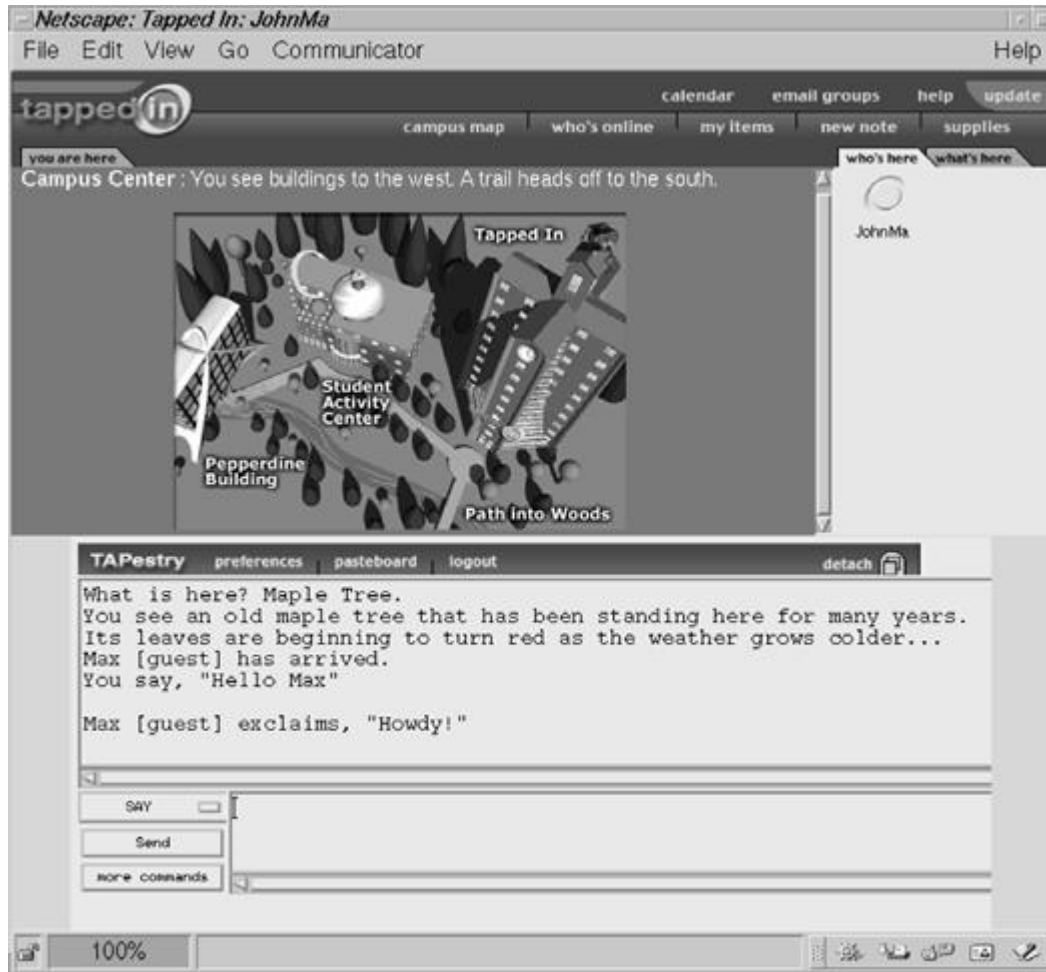 Netscape: Tapped In: JohnMa
File Edit View Go Communicator Help
tapped in
calendar email groups help update
campus map who's online my items new note supplies
you are here who's here what's here
Campus Center : You see buildings to the west. A trail heads off to the south.
JohnMa
Tapped In
Student
Activity
Center
Pepperdine
Building
Path into Woods
TAPestry preferences pasteboard logout detach
What is here? Maple Tree.
You see an old maple tree that has been standing here for many years.
Its leaves are beginning to turn red as the weather grows colder...
Max [guest] has arrived.
You say, "Hello Max"
Max [guest] exclaims, "Howdy!"
SAY
Send
more commands
100%